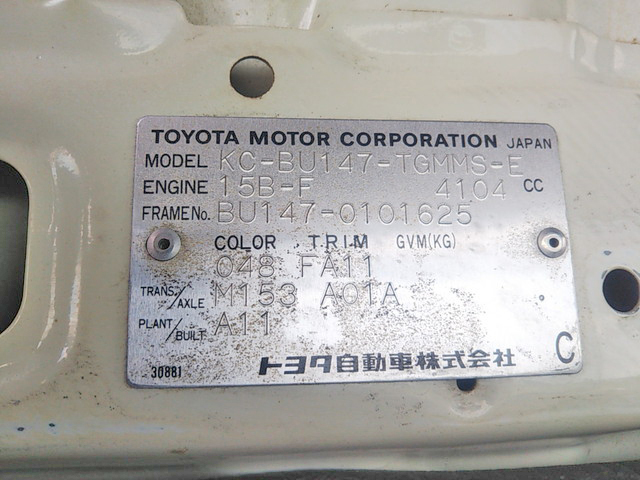 TOYOTA MOTOR CORPORATION JAPAN
MODEL KC-BU147-TGMMS-E
ENGINE 15B-F 4104 CC
FRAME No. BU147-0101625
COLOR TRIM GVM(KG)
048 FA11
TRANS./AXLE M153 A01A
PLANT/BUILT A11
30881 トヨタ自動車株式会社 C